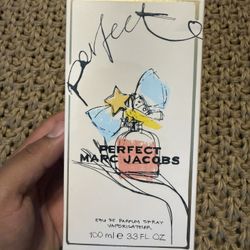 perfect
PERFECT
MARC JACOBS
EAU DE PARFUM SPRAY
VAPORISATEUR
100 ml e 3.3 FL. OZ